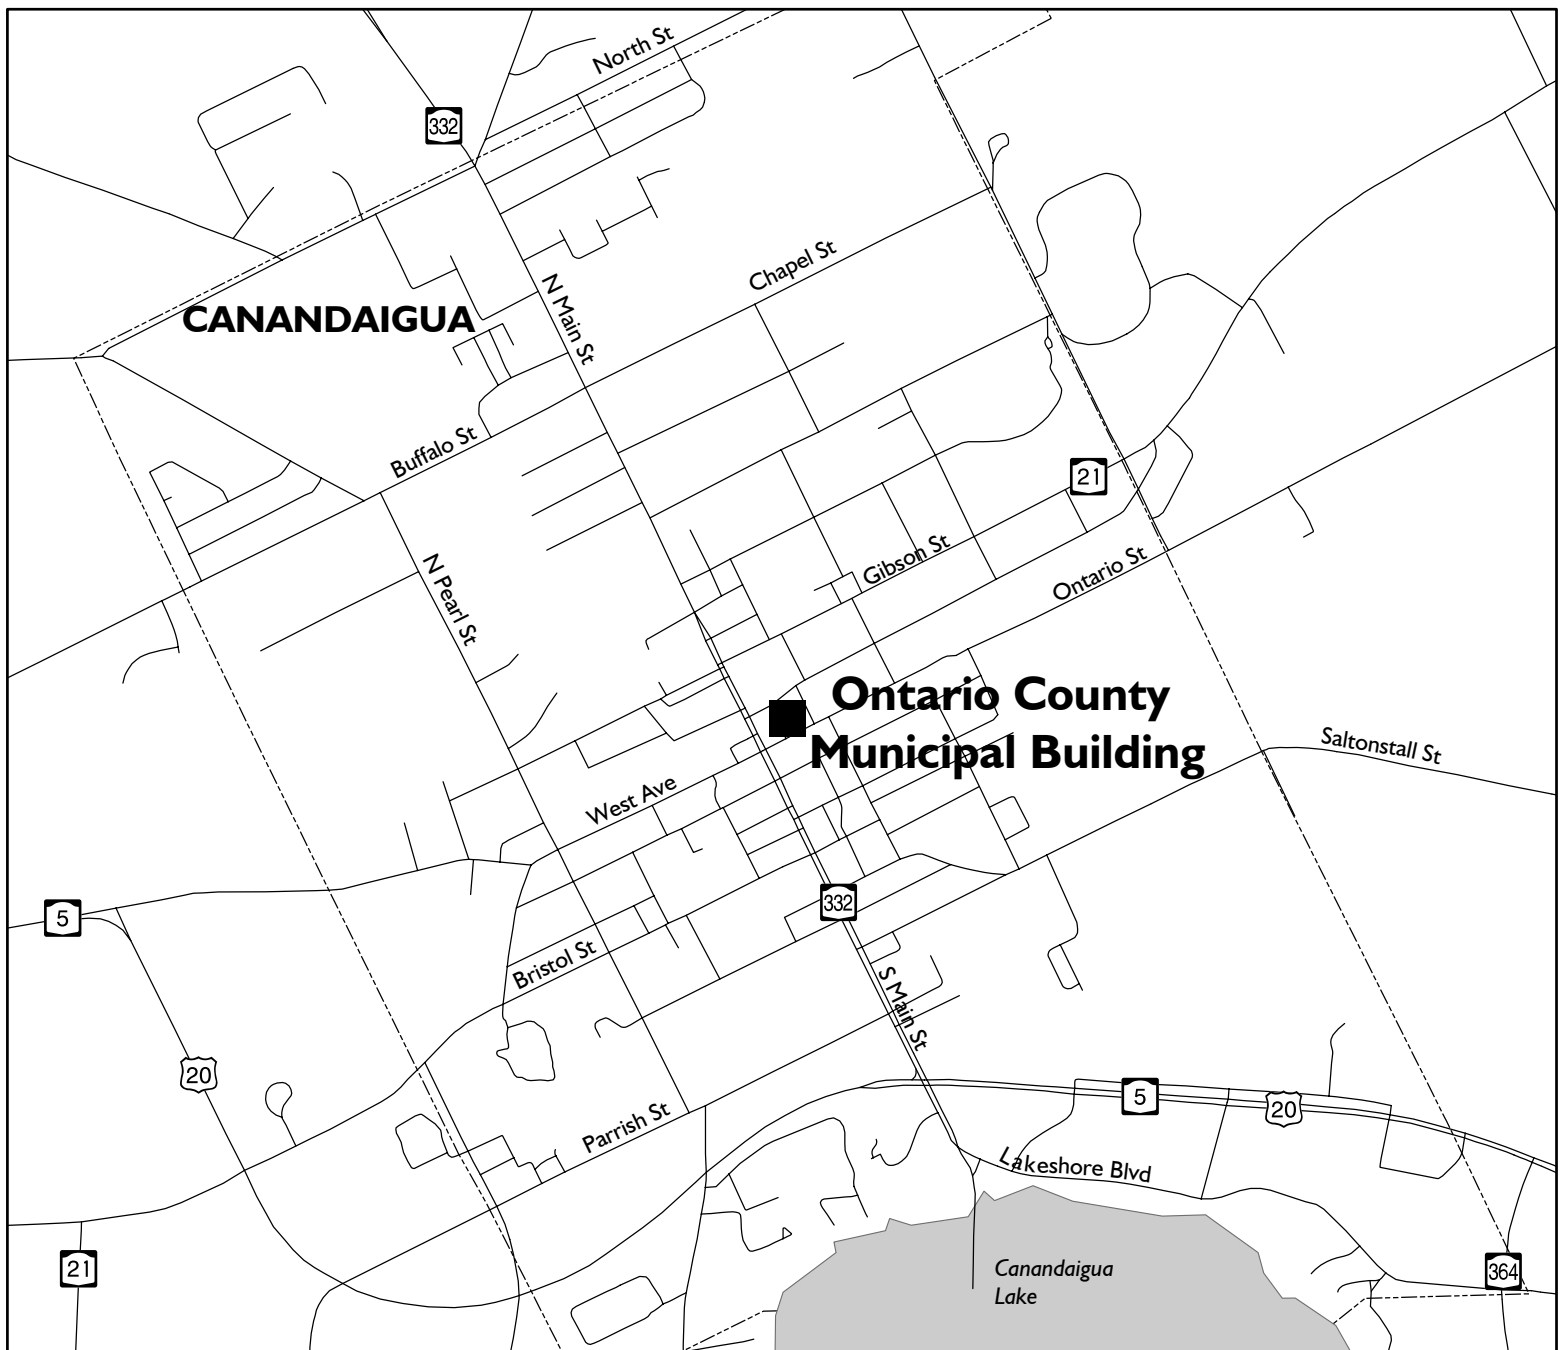 North St
332
Chapel St
N Main St
CANANDAIGUA
Buffalo St
21
Gibson St
Ontario St
N Pearl St
Ontario County
Municipal Building
Saltonstall St
West Ave
332
5
Bristol St
S Main St
20
5
20
Parrish St
Lakeshore Blvd
21
Canandaigua
Lake
364